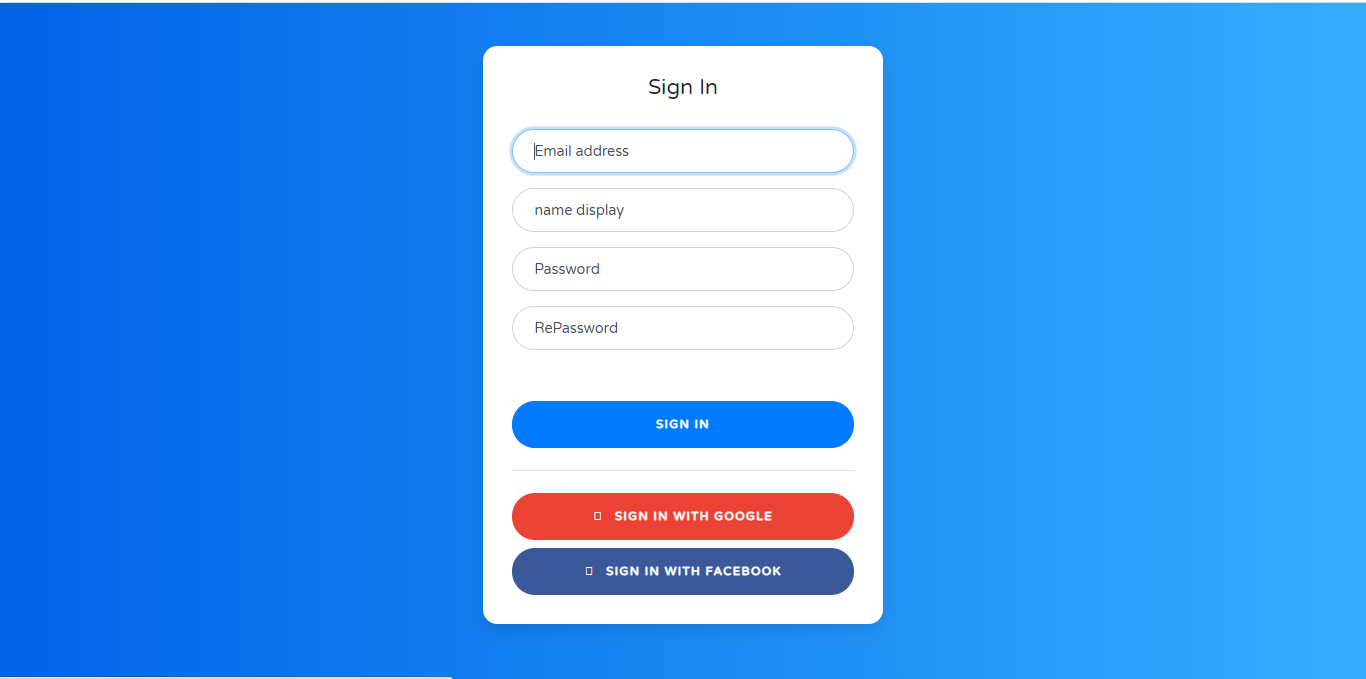 Sign In
Email address
name display
Password
RePassword
SIGN IN
SIGN IN WITH GOOGLE
SIGN IN WITH FACEBOOK